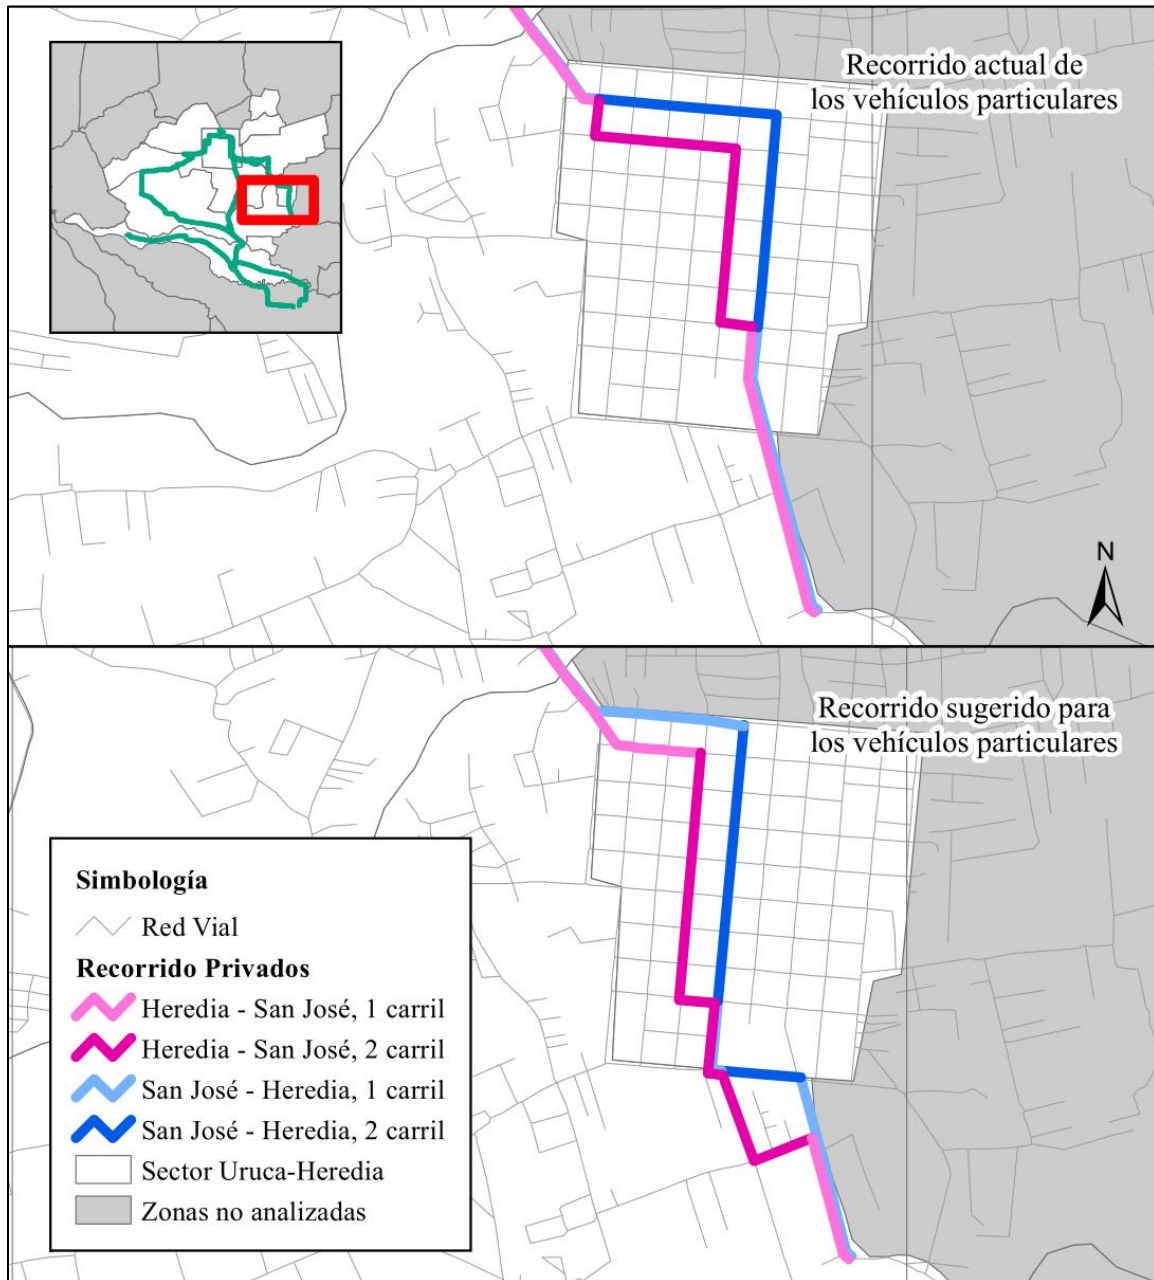 Recorrido actual de
los vehículos particulares
N
Recorrido sugerido para
los vehículos particulares
Simbología
Red Vial
Recorrido Privados
Heredia - San José, 1 carril
Heredia - San José, 2 carril
San José - Heredia, 1 carril
San José - Heredia, 2 carril
Sector Uruca-Heredia
Zonas no analizadas